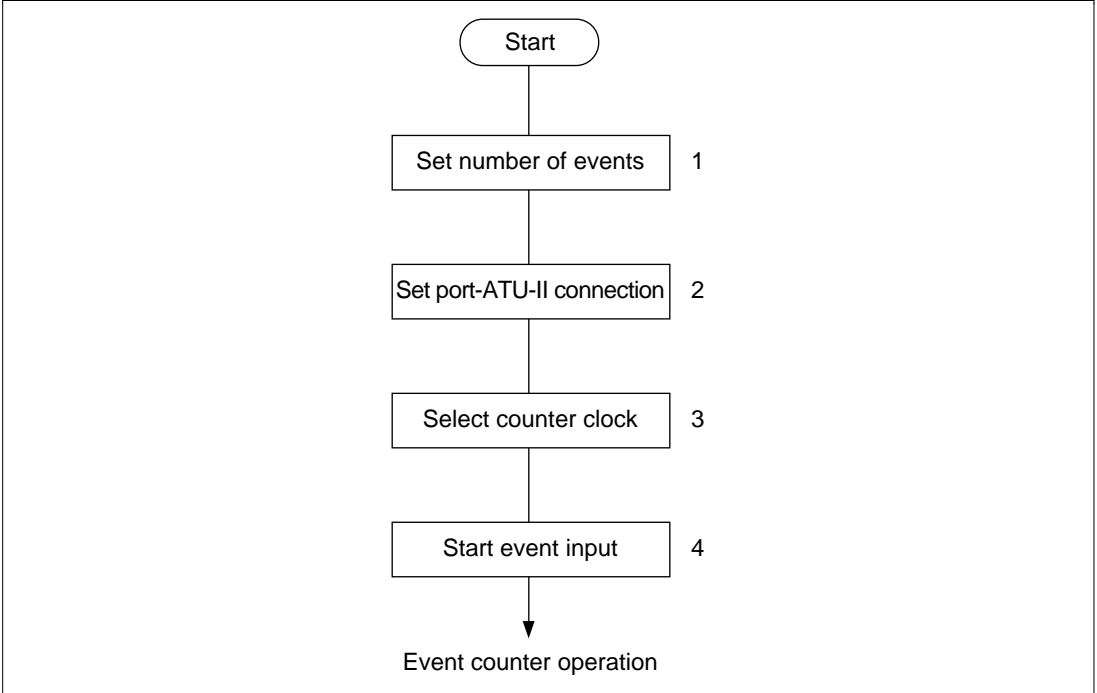 Start
Set number of events 1
Set port-ATU-II connection 2
Select counter clock 3
Start event input 4
Event counter operation